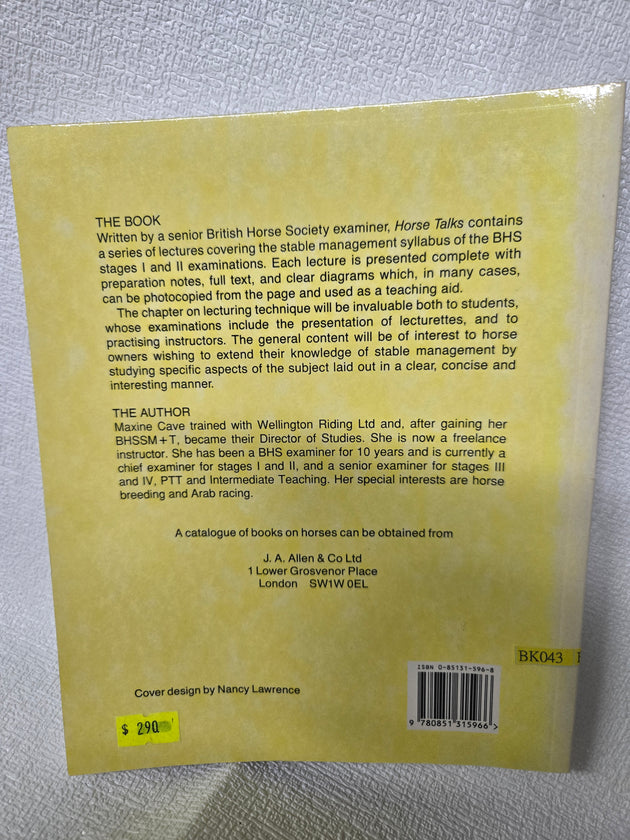 THE BOOK
Written by a senior British Horse Society examiner, Horse Talks contains
a series of lectures covering the stable management syllabus of the BHS
stages I and II examinations. Each lecture is presented complete with
preparation notes, full text, and clear diagrams which, in many cases,
can be photocopied from the page and used as a teaching aid.
The chapter on lecturing technique will be invaluable both to students,
whose examinations include the presentation of lecturettes, and to
practising instructors. The general content will be of interest to horse
owners wishing to extend their knowledge of stable management by
studying specific aspects of the subject laid out in a clear, concise and
interesting manner.
THE AUTHOR
Maxine Cave trained with Wellington Riding Ltd and, after gaining her
BHSSM+T, became their Director of Studies. She is now a freelance
instructor. She has been a BHS examiner for 10 years and is currently a
chief examiner for stages I and II, and a senior examiner for stages III
and IV, PTT and Intermediate Teaching. Her special interests are horse
breeding and Arab racing.
A catalogue of books on horses can be obtained from
J. A. Allen & Co Ltd
1 Lower Grosvenor Place
London SW1W 0EL
BK043
ISBN 0-85131-596-8
9 780851 315966 >
Cover design by Nancy Lawrence
$ 290